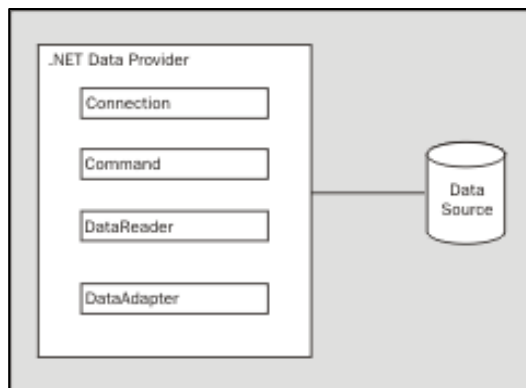 .NET Data Provider
Connection
Command
DataReader
DataAdapter
Data
Source